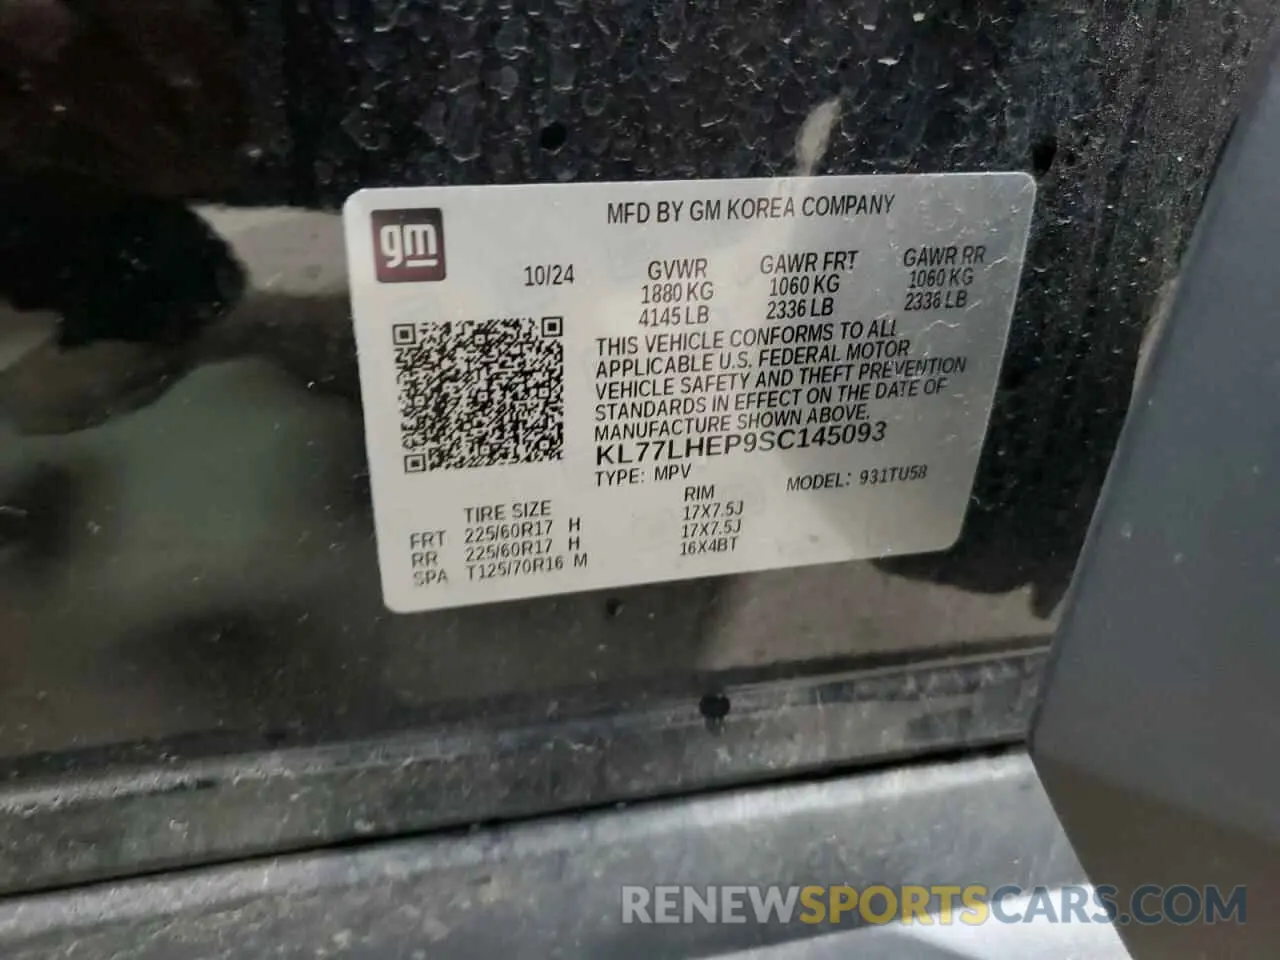 gm
MFD BY GM KOREA COMPANY
10/24
GVWR GAWR FRT GAWR RR
1880 KG 1060 KG 1060 KG
4145 LB 2336 LB 2336 LB
THIS VEHICLE CONFORMS TO ALL
APPLICABLE U.S. FEDERAL MOTOR
VEHICLE SAFETY AND THEFT PREVENTION
STANDARDS IN EFFECT ON THE DATE OF
MANUFACTURE SHOWN ABOVE.
KL77LHEP9SC145093
TYPE: MPV MODEL: 931TU58
TIRE SIZE RIM
FRT 225/60R17 H 17X7.5J
RR 225/60R17 H 17X7.5J
SPA T125/70R16 M 16X4BT
RENEWSPORTSCARS.COM